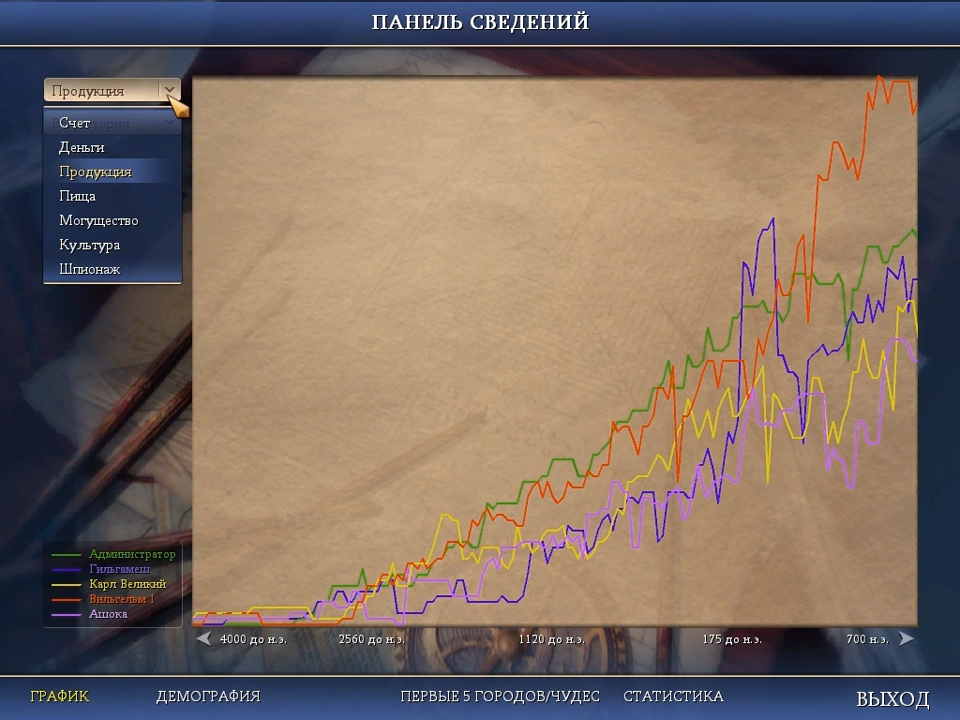 ПАНЕЛЬ СВЕДЕНИЙ
Продукция
Счет
Деньги
Продукция
Пища
Могущество
Культура
Шпионаж
Администратор
Гильгамеш
Карл Великий
Вильгельм I
Ашока
4000 до н.э. 2560 до н.э. 1120 до н.э. 175 до н.э. 700 н.э.
ГРАФИК ДЕМОГРАФИЯ ПЕРВЫЕ 5 ГОРОДОВ/ЧУДЕС СТАТИСТИКА ВЫХОД